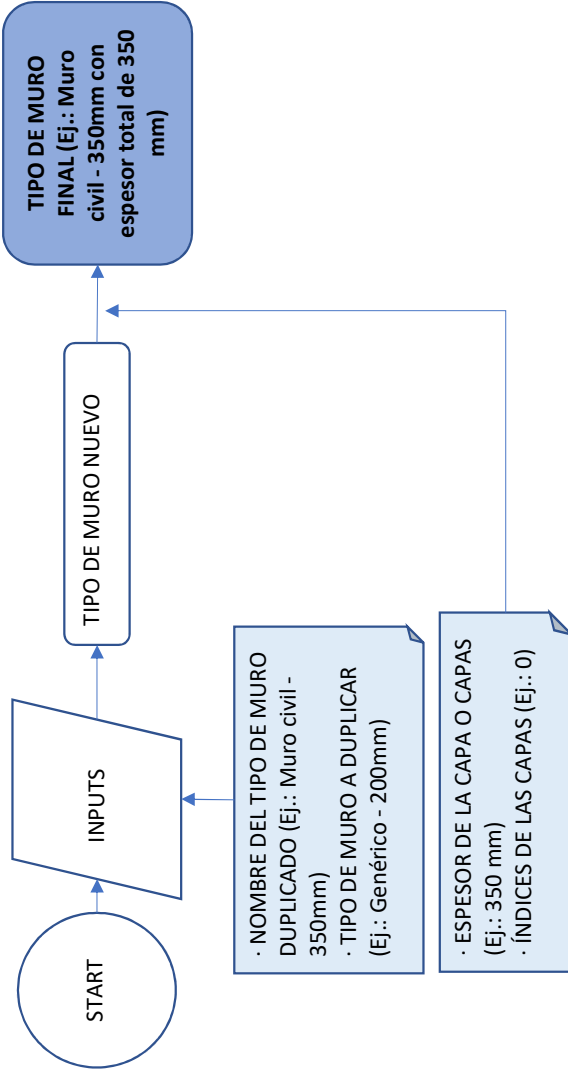 START
INPUTS
TIPO DE MURO NUEVO
TIPO DE MURO
FINAL (Ej.: Muro
civil - 350mm con
espesor total de 350
mm)
· NOMBRE DEL TIPO DE MURO
DUPLICADO (Ej.: Muro civil -
350mm)
· TIPO DE MURO A DUPLICAR
(Ej.: Genérico - 200mm)
· ESPESOR DE LA CAPA O CAPAS
(Ej.: 350 mm)
· ÍNDICES DE LAS CAPAS (Ej.: 0)